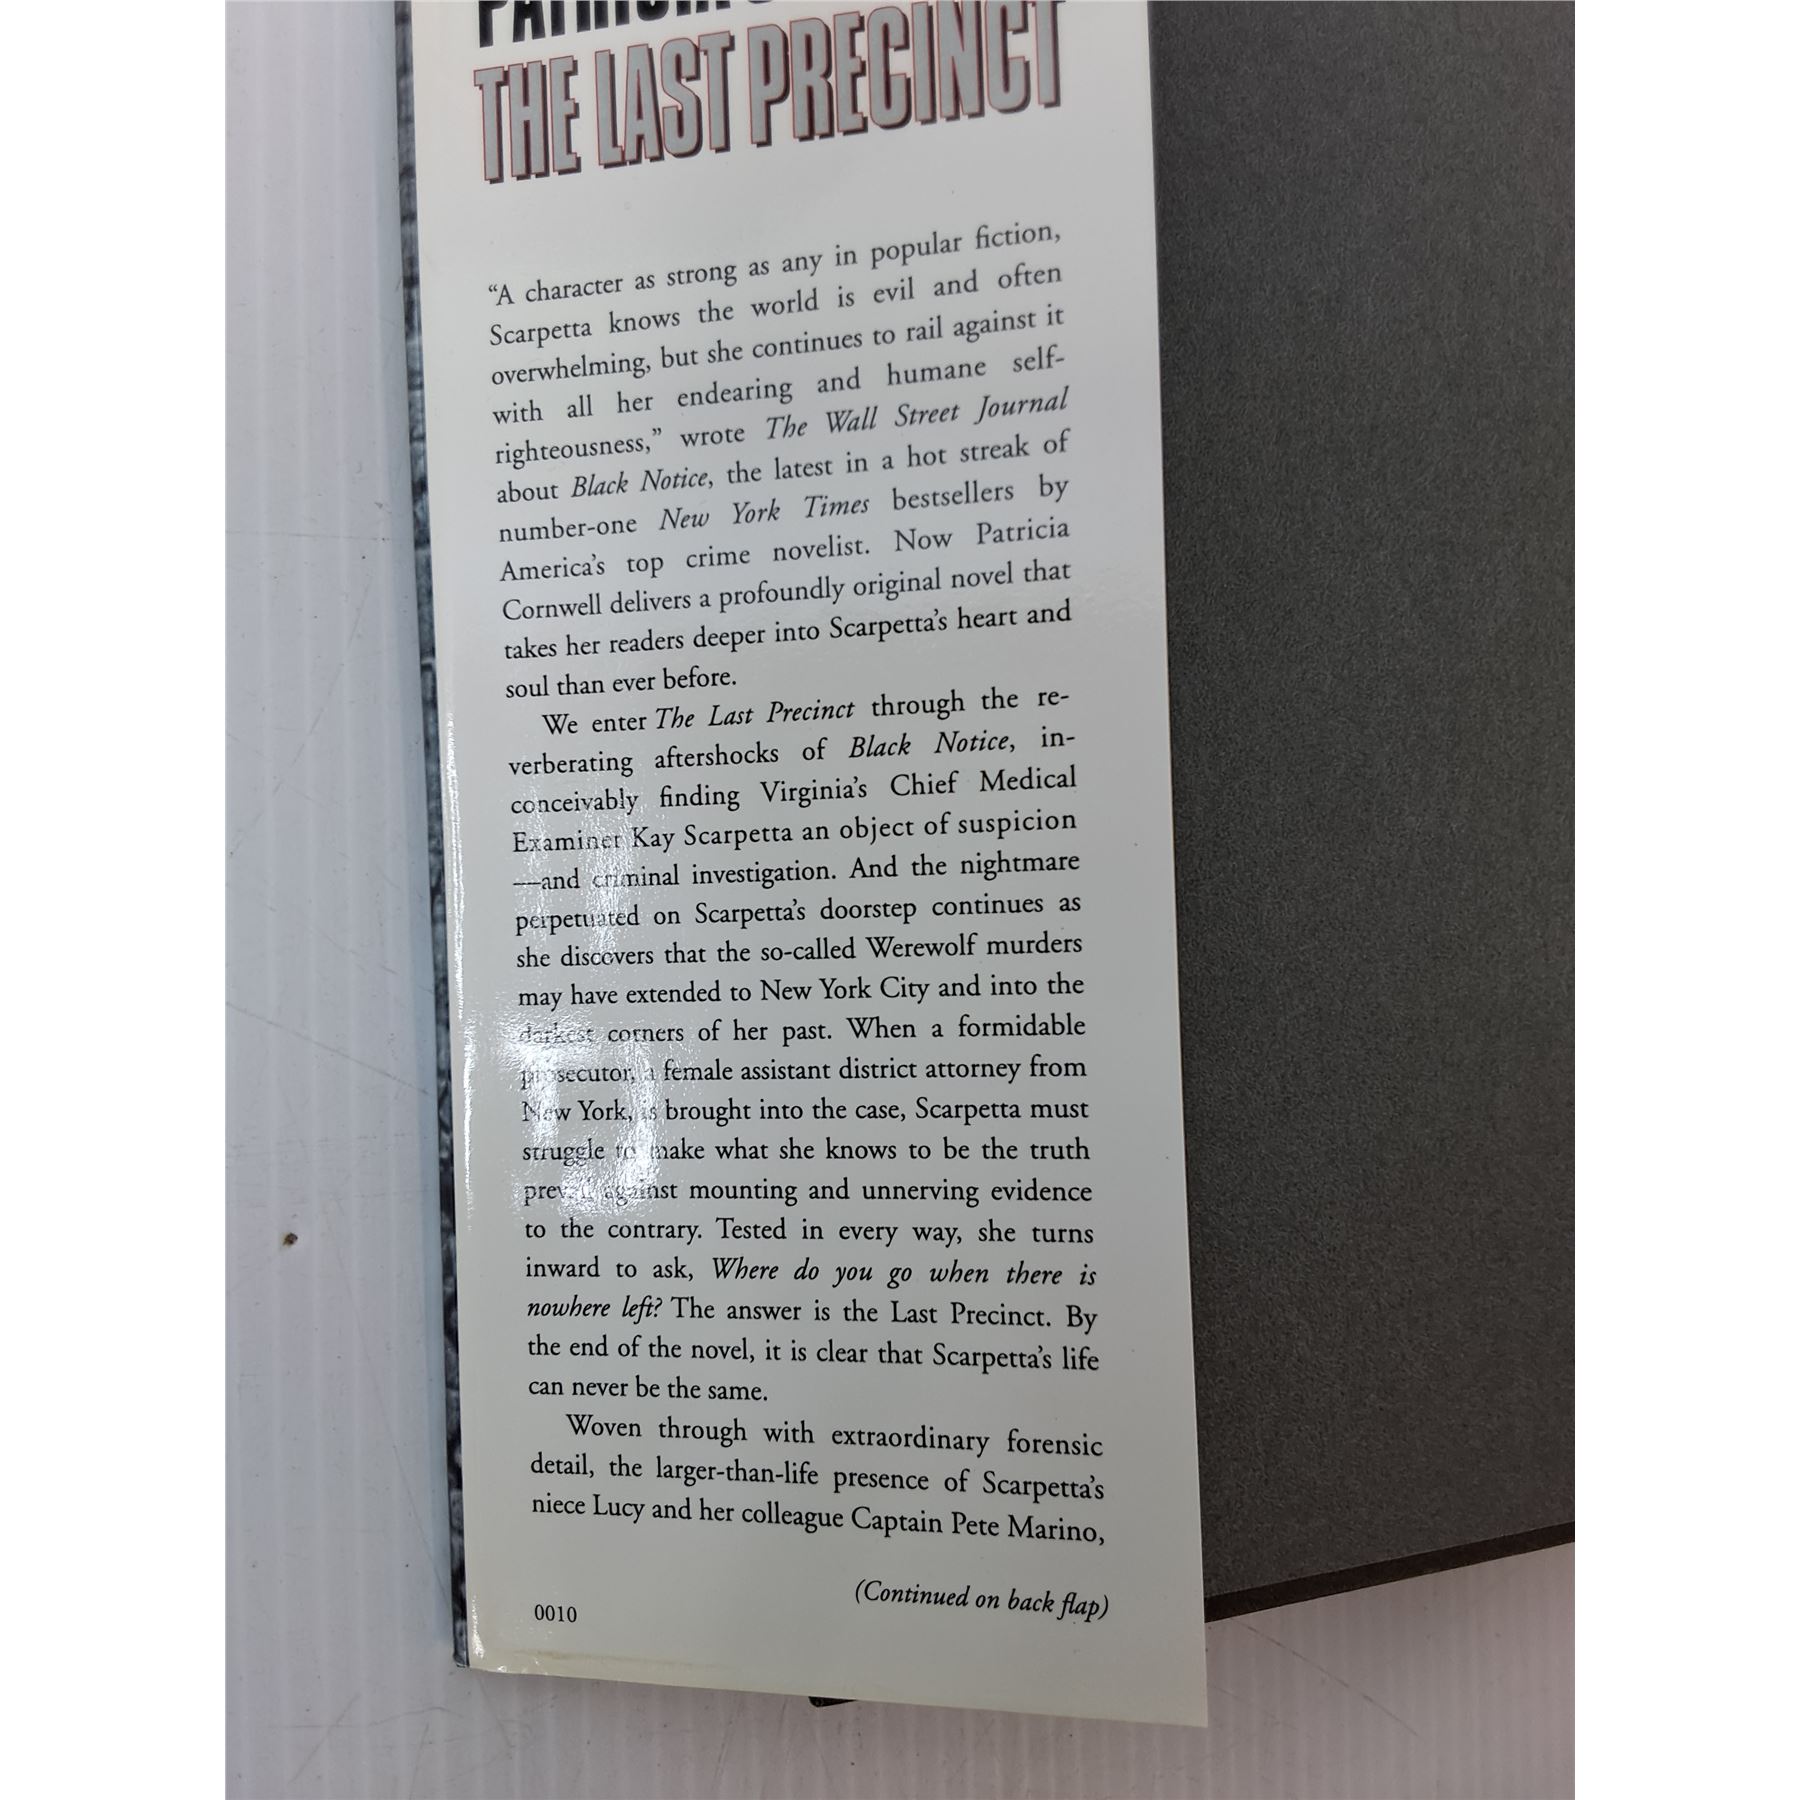 THE LAST PRECINCT
“A character as strong as any in popular fiction,
Scarpetta knows the world is evil and often
overwhelming, but she continues to rail against it
with all her endearing and humane self-
righteousness,” wrote The Wall Street Journal
about Black Notice, the latest in a hot streak of
number-one New York Times bestsellers by
America’s top crime novelist. Now Patricia
Cornwell delivers a profoundly original novel that
takes her readers deeper into Scarpetta’s heart and
soul than ever before.
We enter The Last Precinct through the re-
verberating aftershocks of Black Notice, in-
conceivably finding Virginia’s Chief Medical
Examiner Kay Scarpetta an object of suspicion
—and criminal investigation. And the nightmare
perpetuated on Scarpetta’s doorstep continues as
she discovers that the so-called Werewolf murders
may have extended to New York City and into the
darkest corners of her past. When a formidable
prosecutor, a female assistant district attorney from
New York, is brought into the case, Scarpetta must
struggle to make what she knows to be the truth
prevail against mounting and unnerving evidence
to the contrary. Tested in every way, she turns
inward to ask, Where do you go when there is
nowhere left? The answer is the Last Precinct. By
the end of the novel, it is clear that Scarpetta’s life
can never be the same.
Woven through with extraordinary forensic
detail, the larger-than-life presence of Scarpetta’s
niece Lucy and her colleague Captain Pete Marino,
(Continued on back flap)
0010